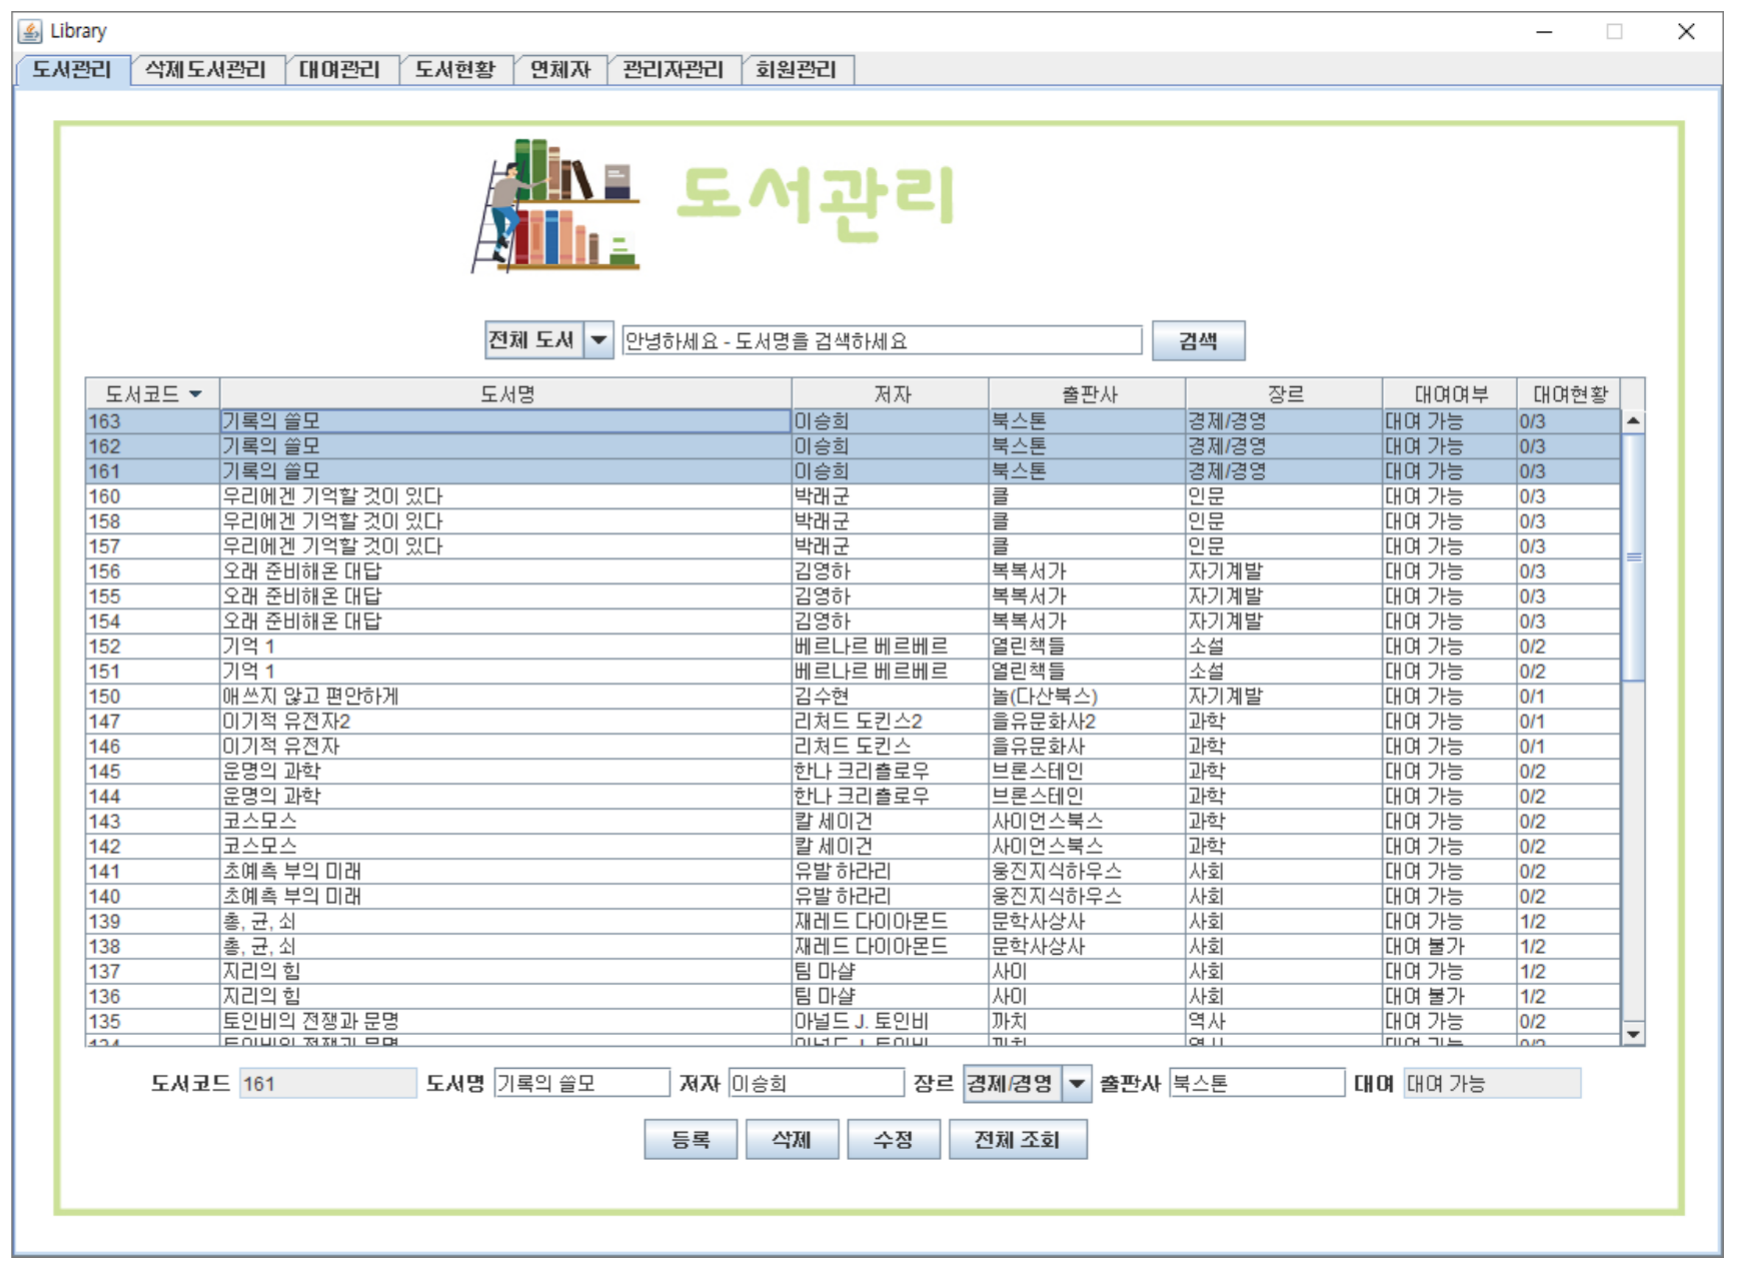 Library
도서관리 삭제도서관리 대여관리 도서현황 연체자 관리자관리 회원관리
도서관리
전체 도서 안녕하세요 - 도서명을 검색하세요 검색
도서코드 도서명 저자 출판사 장르 대여여부 대여현황
163 기록의 쓸모 이승희 북스톤 경제/경영 대여 가능 0/3
162 기록의 쓸모 이승희 북스톤 경제/경영 대여 가능 0/3
161 기록의 쓸모 이승희 북스톤 경제/경영 대여 가능 0/3
160 우리에겐 기억할 것이 있다 박래군 클 인문 대여 가능 0/3
158 우리에겐 기억할 것이 있다 박래군 클 인문 대여 가능 0/3
157 우리에겐 기억할 것이 있다 박래군 클 인문 대여 가능 0/3
156 오래 준비해온 대답 김영하 복복서가 자기계발 대여 가능 0/3
155 오래 준비해온 대답 김영하 복복서가 자기계발 대여 가능 0/3
154 오래 준비해온 대답 김영하 복복서가 자기계발 대여 가능 0/3
152 기억 1 베르나르 베르베르 열린책들 소설 대여 가능 0/2
151 기억 1 베르나르 베르베르 열린책들 소설 대여 가능 0/2
150 애쓰지 않고 편안하게 김수현 놀(다산북스) 자기계발 대여 가능 0/1
147 이기적 유전자2 리처드 도킨스2 을유문화사2 과학 대여 가능 0/1
146 이기적 유전자 리처드 도킨스 을유문화사 과학 대여 가능 0/1
145 운명의 과학 한나 크리츨로우 브론스테인 과학 대여 가능 0/2
144 운명의 과학 한나 크리츨로우 브론스테인 과학 대여 가능 0/2
143 코스모스 칼 세이건 사이언스북스 과학 대여 가능 0/2
142 코스모스 칼 세이건 사이언스북스 과학 대여 가능 0/2
141 초예측 부의 미래 유발 하라리 웅진지식하우스 사회 대여 가능 0/2
140 초예측 부의 미래 유발 하라리 웅진지식하우스 사회 대여 가능 0/2
139 총, 균, 쇠 재레드 다이아몬드 문학사상사 사회 대여 가능 1/2
138 총, 균, 쇠 재레드 다이아몬드 문학사상사 사회 대여 불가 1/2
137 지리의 힘 팀 마샬 사이 사회 대여 가능 1/2
136 지리의 힘 팀 마샬 사이 사회 대여 불가 1/2
135 토인비의 전쟁과 문명 아널드 J. 토인비 까치 역사 대여 가능 0/2
134 토인비의 전쟁과 문명 아널드 J. 토인비 까치 역사 대여 가능 0/2
도서코드 161 도서명 기록의 쓸모 저자 이승희 장르 경제/경영 출판사 북스톤 대여 대여 가능
등록 삭제 수정 전체 조회